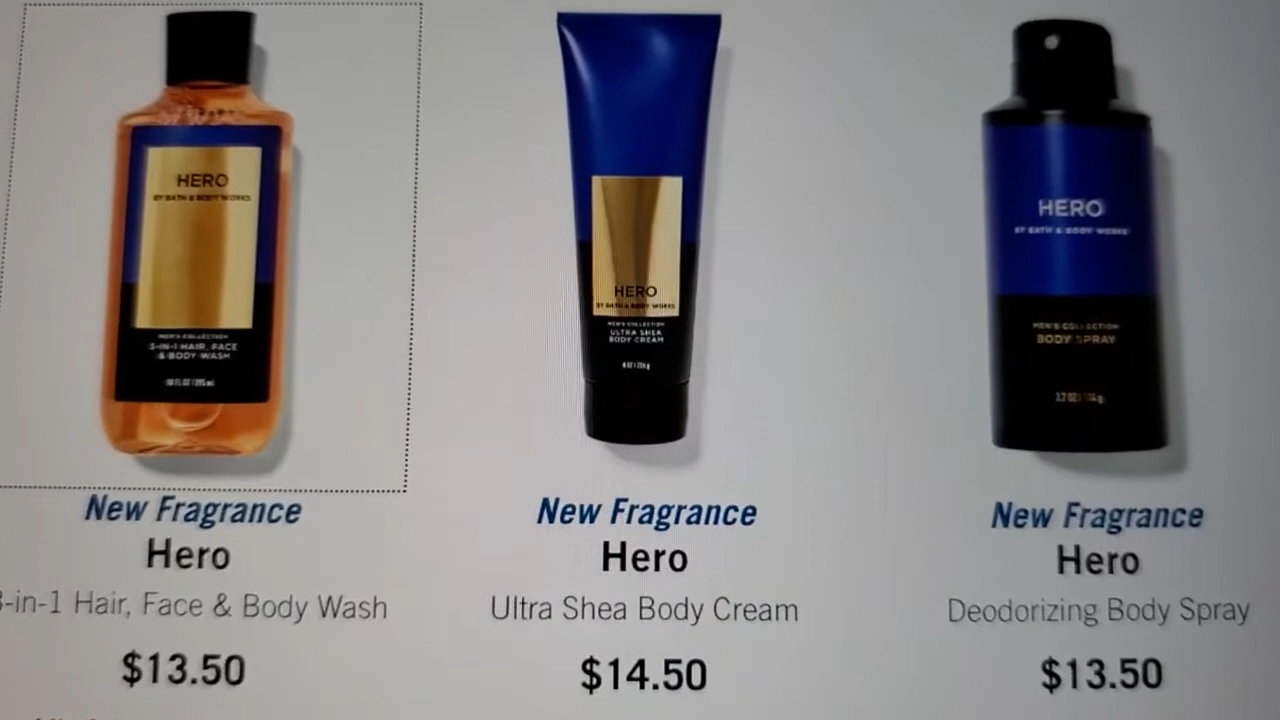 HERO
BY BATH & BODY WORKS
MEN'S COLLECTION
3-IN-1 HAIR, FACE
& BODY WASH
New Fragrance
Hero
3-in-1 Hair, Face & Body Wash
$13.50
HERO
BY BATH & BODY WORKS
MEN'S COLLECTION
ULTRA SHEA
BODY CREAM
New Fragrance
Hero
Ultra Shea Body Cream
$14.50
HERO
BY BATH & BODY WORKS
MEN'S COLLECTION
BODY SPRAY
New Fragrance
Hero
Deodorizing Body Spray
$13.50